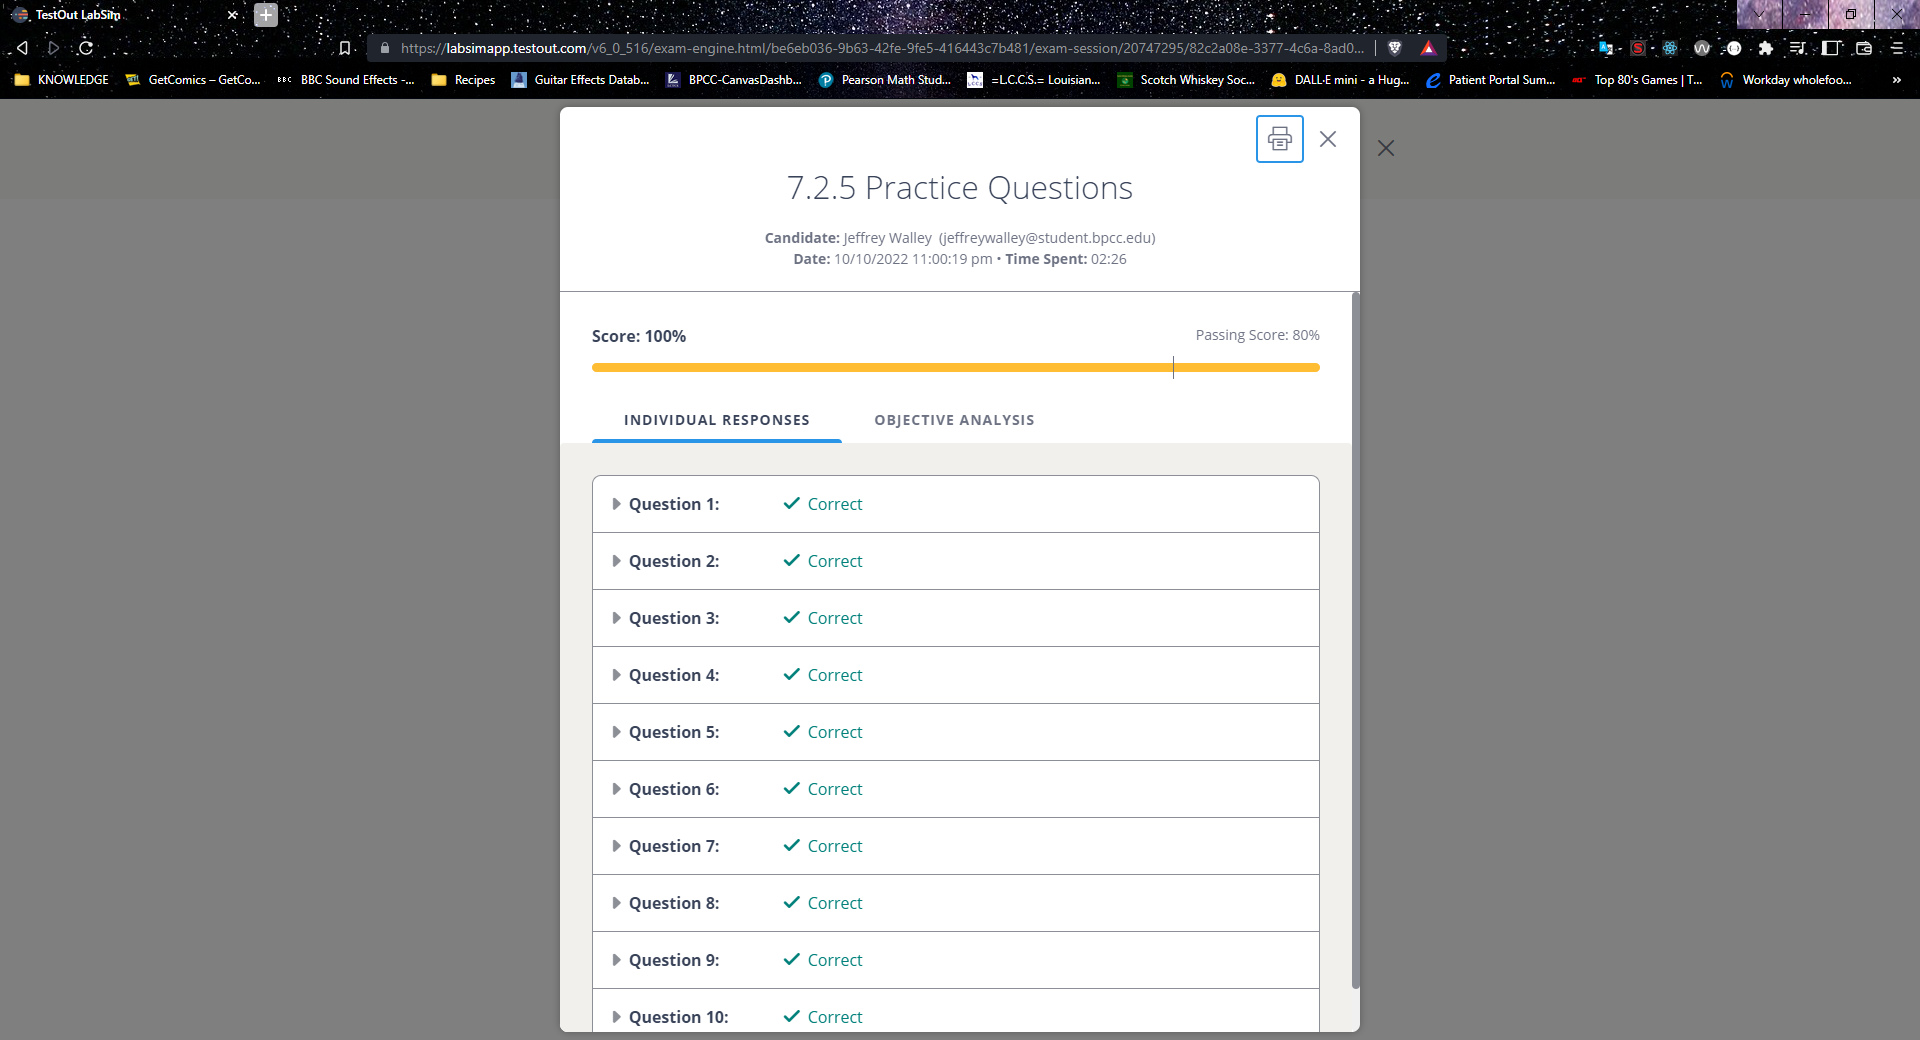 TestOut LabSim
https://labsimapp.testout.com/v6_0_516/exam-engine.html/be6eb036-9b63-42fe-9fe5-416443c7b481/exam-session/20747295/82c2a08e-3377-4c6a-8ad0...
KNOWLEDGE GetComics – GetCo... BBC BBC Sound Effects -... Recipes Guitar Effects Datab... BPCC-CanvasDashb... Pearson Math Stud... =L.C.C.S.= Louisian... Scotch Whiskey Soc... DALL·E mini - a Hug... Patient Portal Sum... Top 80's Games | T... Workday wholefoo... »
7.2.5 Practice Questions
Candidate: Jeffrey Walley (jeffreywalley@student.bpcc.edu)
Date: 10/10/2022 11:00:19 pm • Time Spent: 02:26
Score: 100% Passing Score: 80%
INDIVIDUAL RESPONSES OBJECTIVE ANALYSIS
Question 1: Correct
Question 2: Correct
Question 3: Correct
Question 4: Correct
Question 5: Correct
Question 6: Correct
Question 7: Correct
Question 8: Correct
Question 9: Correct
Question 10: Correct